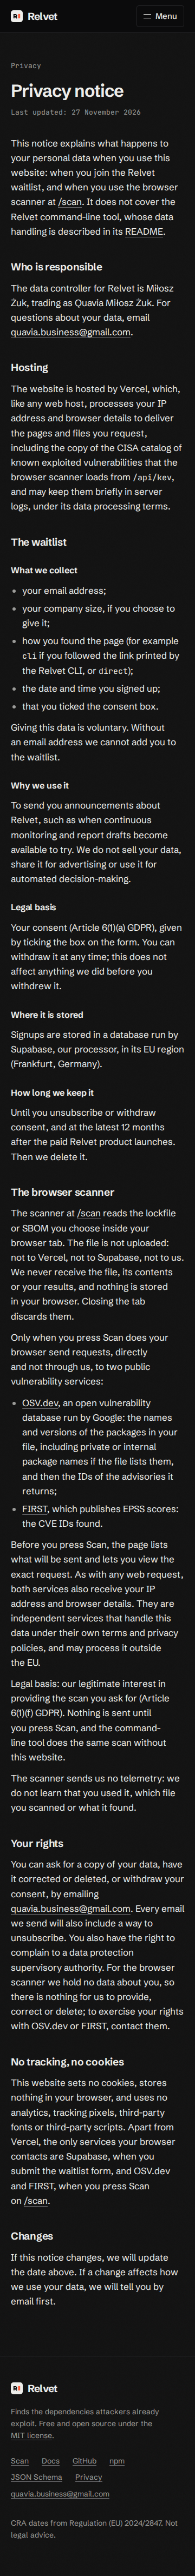 Relvet
Menu
Privacy
Privacy notice
Last updated: 27 November 2026
This notice explains what happens to
your personal data when you use this
website: when you join the Relvet
waitlist, and when you use the browser
scanner at /scan. It does not cover the
Relvet command-line tool, whose data
handling is described in its README.
Who is responsible
The data controller for Relvet is Miłosz
Żuk, trading as Quavia Miłosz Żuk. For
questions about your data, email
quavia.business@gmail.com.
Hosting
The website is hosted by Vercel, which,
like any web host, processes your IP
address and browser details to deliver
the pages and files you request,
including the copy of the CISA catalog of
known exploited vulnerabilities that the
browser scanner loads from /api/kev,
and may keep them briefly in server
logs, under its data processing terms.
The waitlist
What we collect
your email address;
your company size, if you choose to
give it;
how you found the page (for example
cli if you followed the link printed by
the Relvet CLI, or direct);
the date and time you signed up;
that you ticked the consent box.
Giving this data is voluntary. Without
an email address we cannot add you to
the waitlist.
Why we use it
To send you announcements about
Relvet, such as when continuous
monitoring and report drafts become
available to try. We do not sell your data,
share it for advertising or use it for
automated decision-making.
Legal basis
Your consent (Article 6(1)(a) GDPR), given
by ticking the box on the form. You can
withdraw it at any time; this does not
affect anything we did before you
withdrew it.
Where it is stored
Signups are stored in a database run by
Supabase, our processor, in its EU region
(Frankfurt, Germany).
How long we keep it
Until you unsubscribe or withdraw
consent, and at the latest 12 months
after the paid Relvet product launches.
Then we delete it.
The browser scanner
The scanner at /scan reads the lockfile
or SBOM you choose inside your
browser tab. The file is not uploaded:
not to Vercel, not to Supabase, not to us.
We never receive the file, its contents
or your results, and nothing is stored
in your browser. Closing the tab
discards them.
Only when you press Scan does your
browser send requests, directly
and not through us, to two public
vulnerability services:
OSV.dev, an open vulnerability
database run by Google: the names
and versions of the packages in your
file, including private or internal
package names if the file lists them,
and then the IDs of the advisories it
returns;
FIRST, which publishes EPSS scores:
the CVE IDs found.
Before you press Scan, the page lists
what will be sent and lets you view the
exact request. As with any web request,
both services also receive your IP
address and browser details. They are
independent services that handle this
data under their own terms and privacy
policies, and may process it outside
the EU.
Legal basis: our legitimate interest in
providing the scan you ask for (Article
6(1)(f) GDPR). Nothing is sent until
you press Scan, and the command-
line tool does the same scan without
this website.
The scanner sends us no telemetry: we
do not learn that you used it, which file
you scanned or what it found.
Your rights
You can ask for a copy of your data, have
it corrected or deleted, or withdraw your
consent, by emailing
quavia.business@gmail.com. Every email
we send will also include a way to
unsubscribe. You also have the right to
complain to a data protection
supervisory authority. For the browser
scanner we hold no data about you, so
there is nothing for us to provide,
correct or delete; to exercise your rights
with OSV.dev or FIRST, contact them.
No tracking, no cookies
This website sets no cookies, stores
nothing in your browser, and uses no
analytics, tracking pixels, third-party
fonts or third-party scripts. Apart from
Vercel, the only services your browser
contacts are Supabase, when you
submit the waitlist form, and OSV.dev
and FIRST, when you press Scan
on /scan.
Changes
If this notice changes, we will update
the date above. If a change affects how
we use your data, we will tell you by
email first.
Relvet
Finds the dependencies attackers already
exploit. Free and open source under the
MIT license.
Scan Docs GitHub npm
JSON Schema Privacy
quavia.business@gmail.com
CRA dates from Regulation (EU) 2024/2847. Not
legal advice.